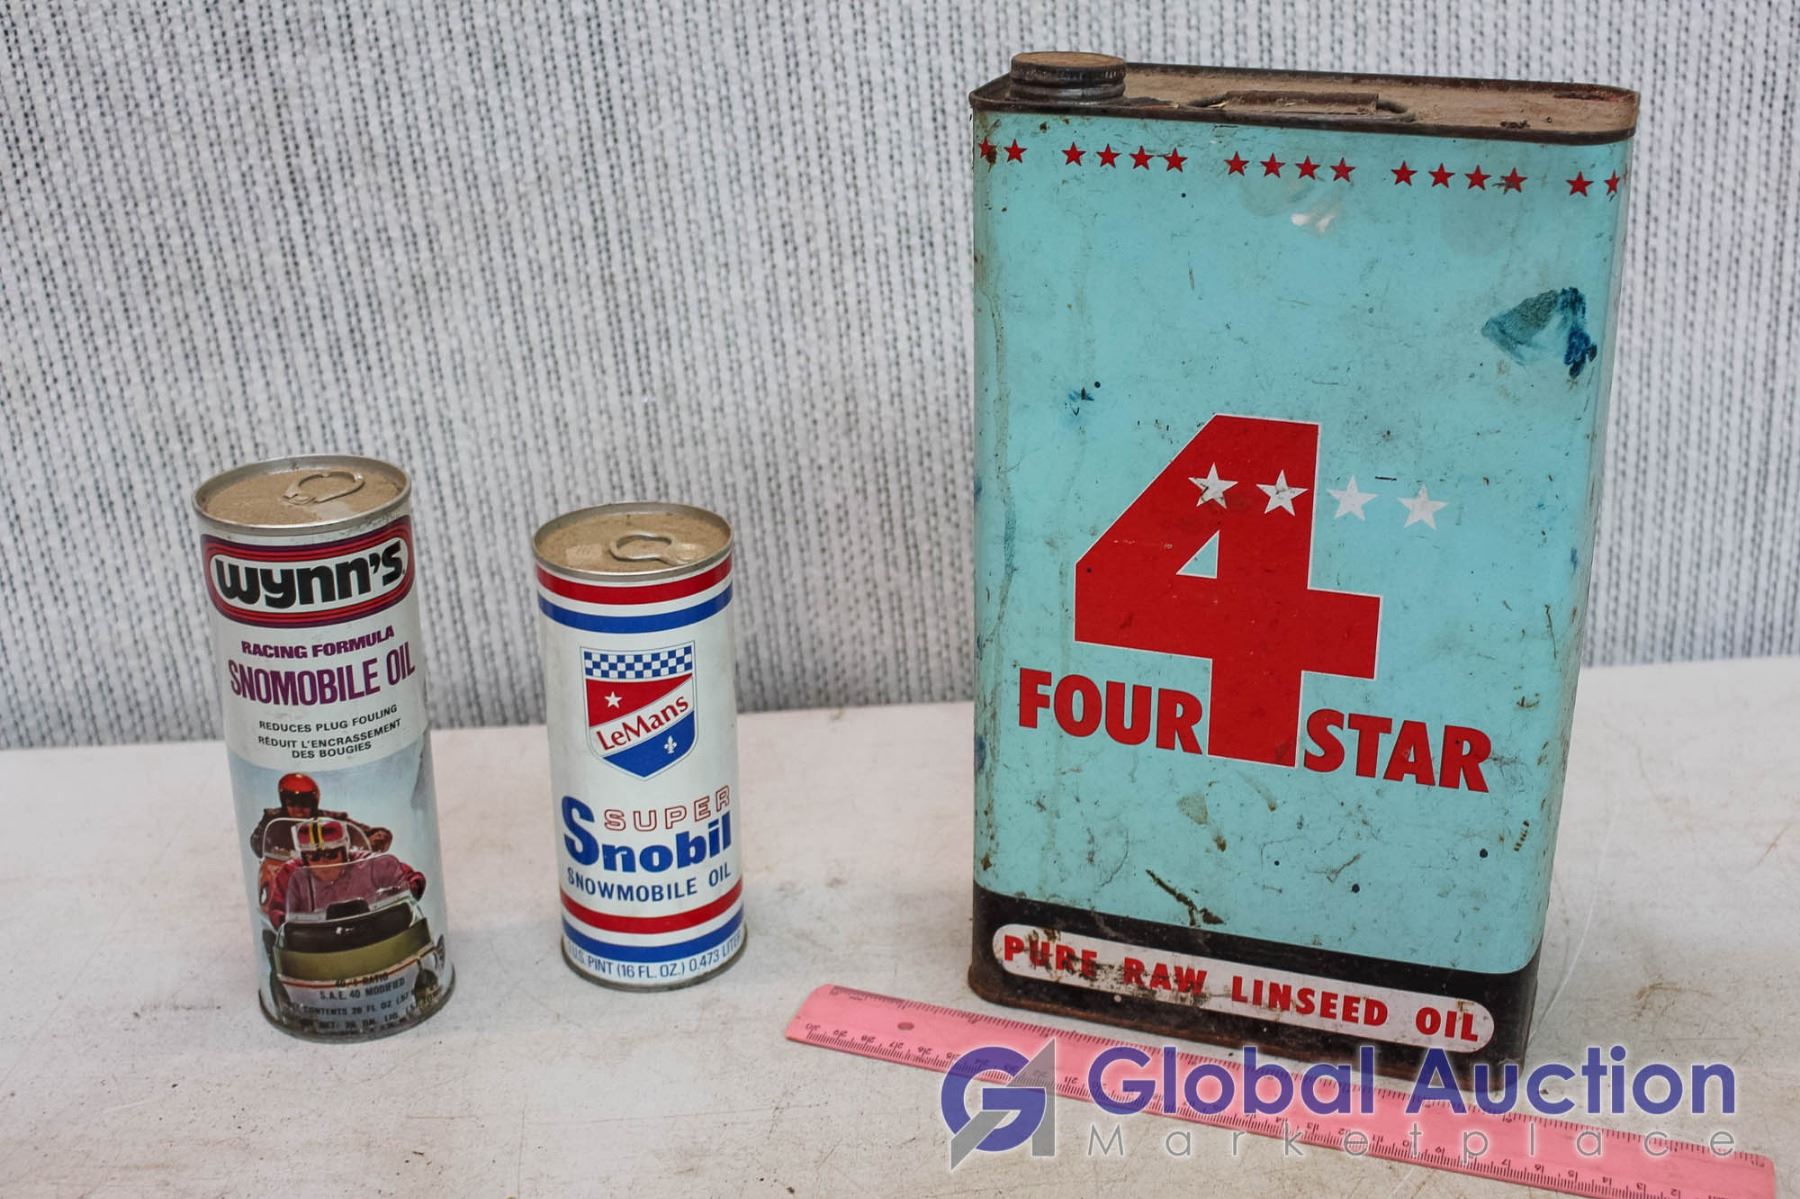 wynn's
RACING FORMULA
SNOMOBILE OIL
REDUCES PLUG FOULING
RÉDUIT L'ENCRASSEMENT
DES BOUGIES
S.A.E. 40 MODIFIED
LeMans
SUPER
Snobil
SNOWMOBILE OIL
U.S. PINT (16 FL. OZ.) 0.473 LITER
4
FOUR STAR
PURE RAW LINSEED OIL
Global Auction
Marketplace